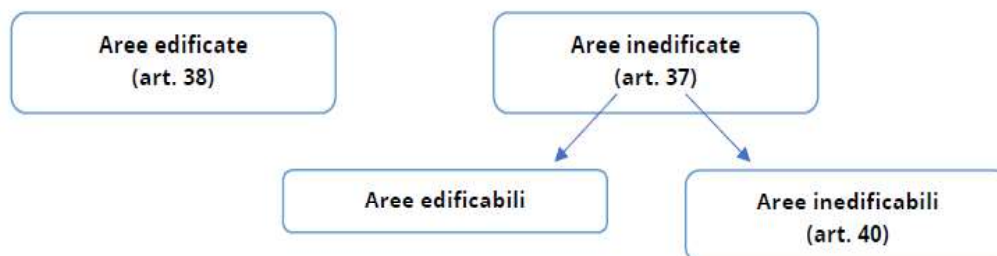 Aree edificate
(art. 38)
Aree inedificate
(art. 37)
Aree edificabili
Aree inedificabili
(art. 40)